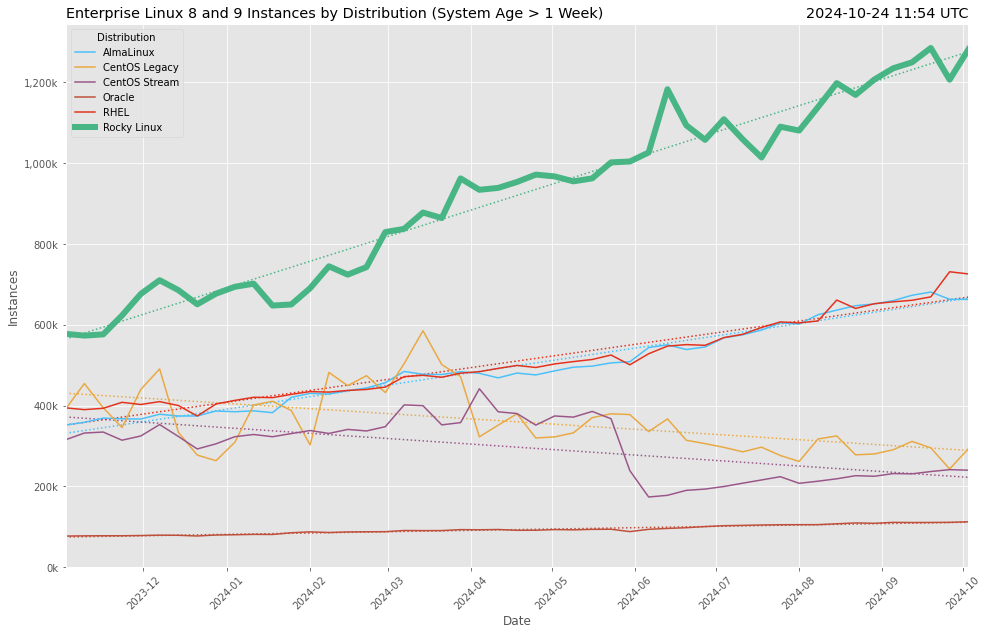 Enterprise Linux 8 and 9 Instances by Distribution (System Age > 1 Week)
2024-10-24 11:54 UTC
Distribution
AlmaLinux
CentOS Legacy
CentOS Stream
Oracle
RHEL
Rocky Linux
1,200k
1,000k
800k
600k
400k
200k
0k
Instances
2023-12
2024-01
2024-02
2024-03
2024-04
2024-05
2024-06
2024-07
2024-08
2024-09
2024-10
Date